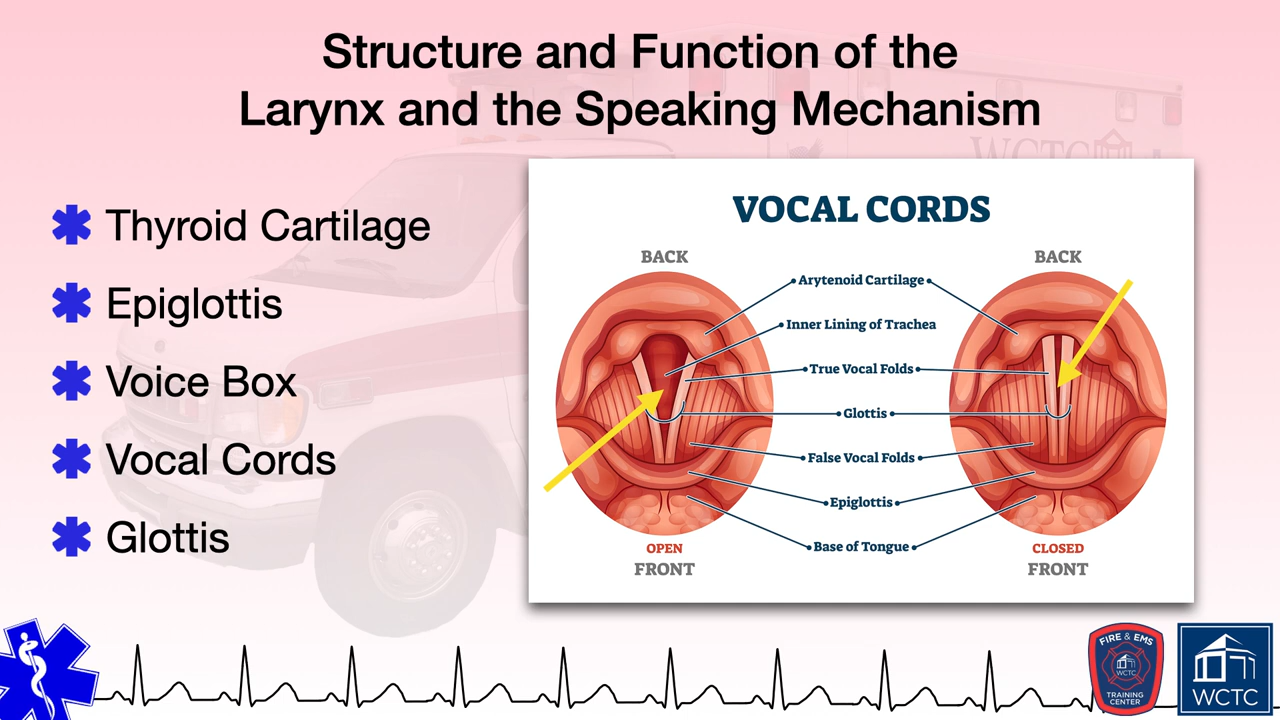 Structure and Function of the
Larynx and the Speaking Mechanism
WCTC
Thyroid Cartilage
Epiglottis
Voice Box
Vocal Cords
Glottis
VOCAL CORDS
BACK
BACK
Arytenoid Cartilage
Inner Lining of Trachea
True Vocal Folds
Glottis
False Vocal Folds
Epiglottis
Base of Tongue
OPEN
FRONT
CLOSED
FRONT
FIRE & EMS
WCTC
TRAINING
CENTER
WCTC